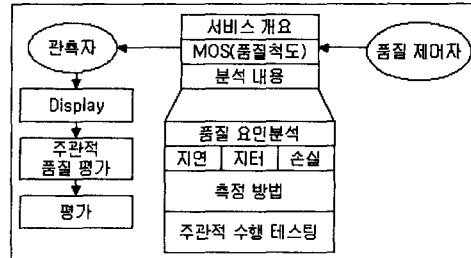 관측자
Display
주관적
품질 평가
평가
서비스 개요
MOS(품질척도)
분석 내용
품질 요인분석
지연 지터 손실
측정 방법
주관적 수행 테스팅
품질 제어자